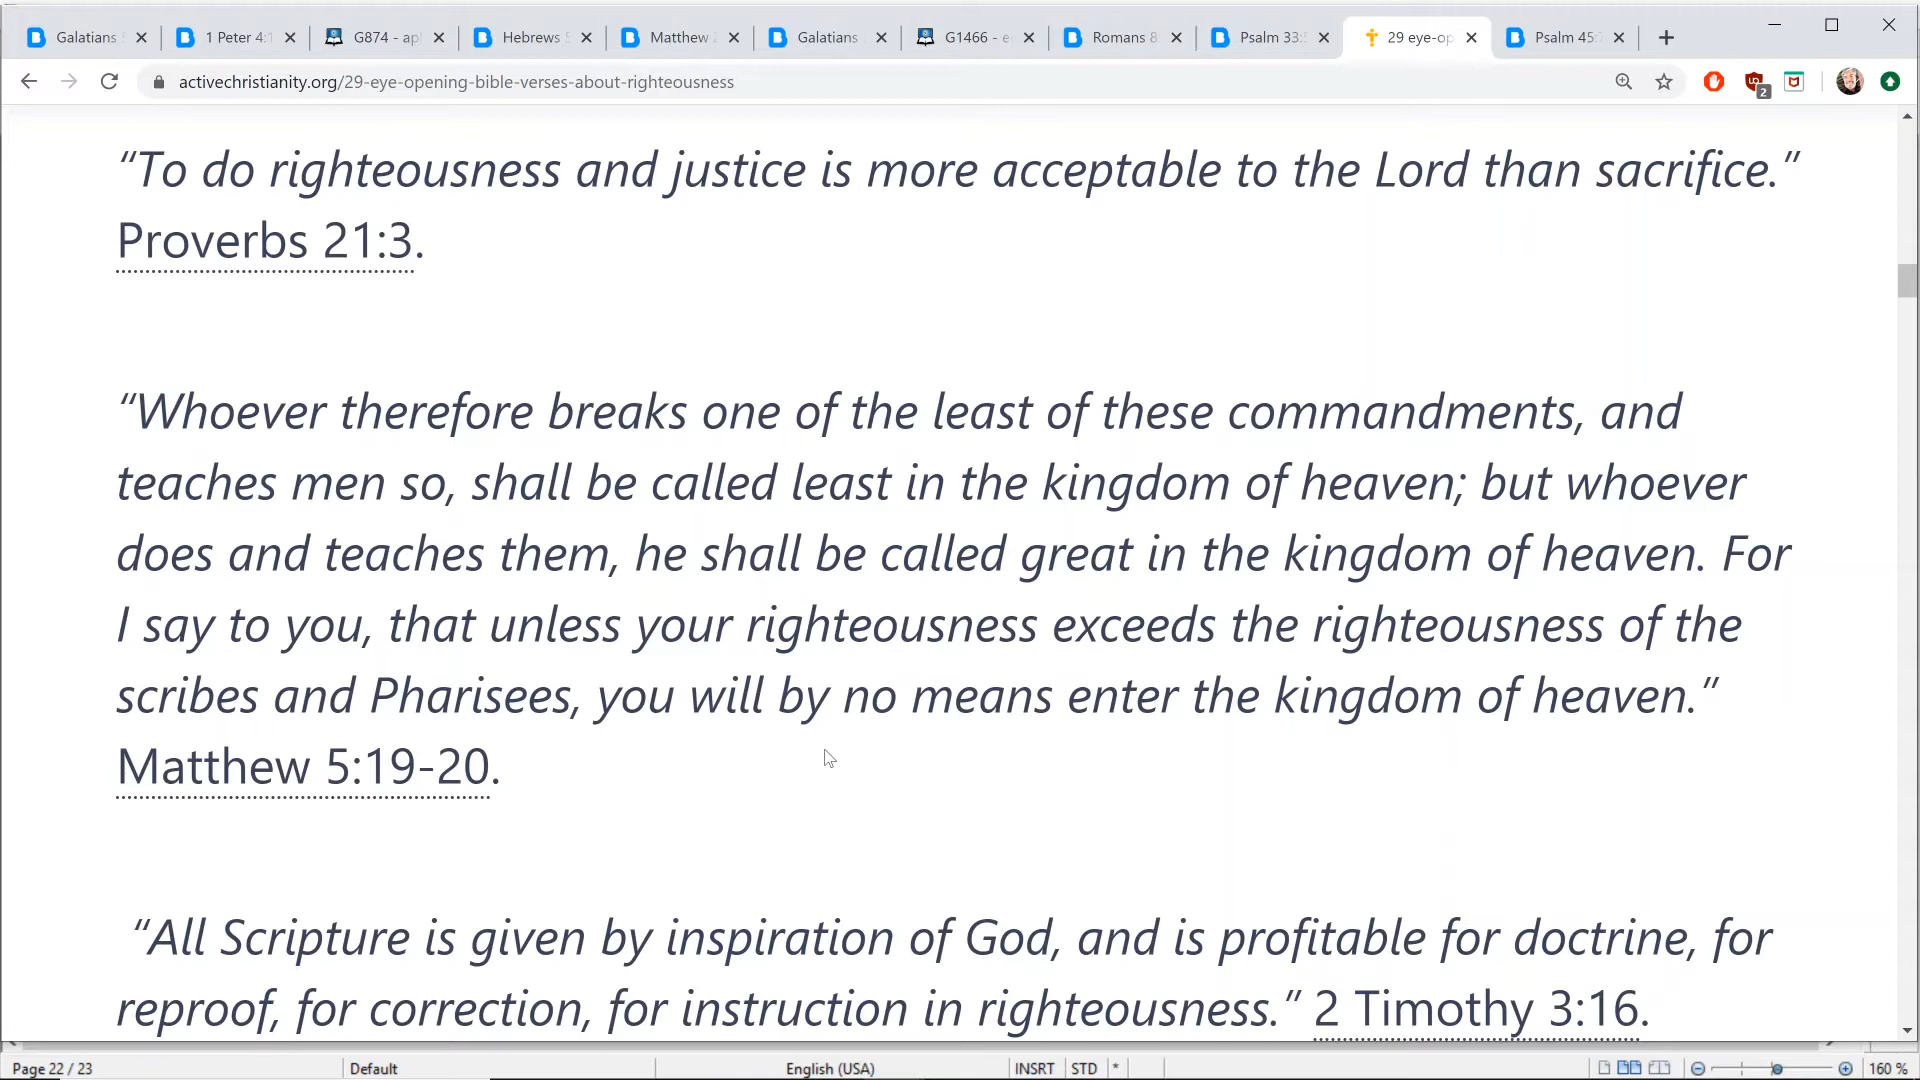 Galatians 5
1 Peter 4:1
G874 - ap
Hebrews 5
Matthew 2
Galatians
G1466 - e
Romans 8
Psalm 33:5
29 eye-op
Psalm 45:7
activechristianity.org/29-eye-opening-bible-verses-about-righteousness
2
“To do righteousness and justice is more acceptable to the Lord than sacrifice.”
Proverbs 21:3.
“Whoever therefore breaks one of the least of these commandments, and
teaches men so, shall be called least in the kingdom of heaven; but whoever
does and teaches them, he shall be called great in the kingdom of heaven. For
I say to you, that unless your righteousness exceeds the righteousness of the
scribes and Pharisees, you will by no means enter the kingdom of heaven.”
Matthew 5:19-20.
“All Scripture is given by inspiration of God, and is profitable for doctrine, for
reproof, for correction, for instruction in righteousness.” 2 Timothy 3:16.
Page 22 / 23 Default English (USA) INSRT STD * 160 %